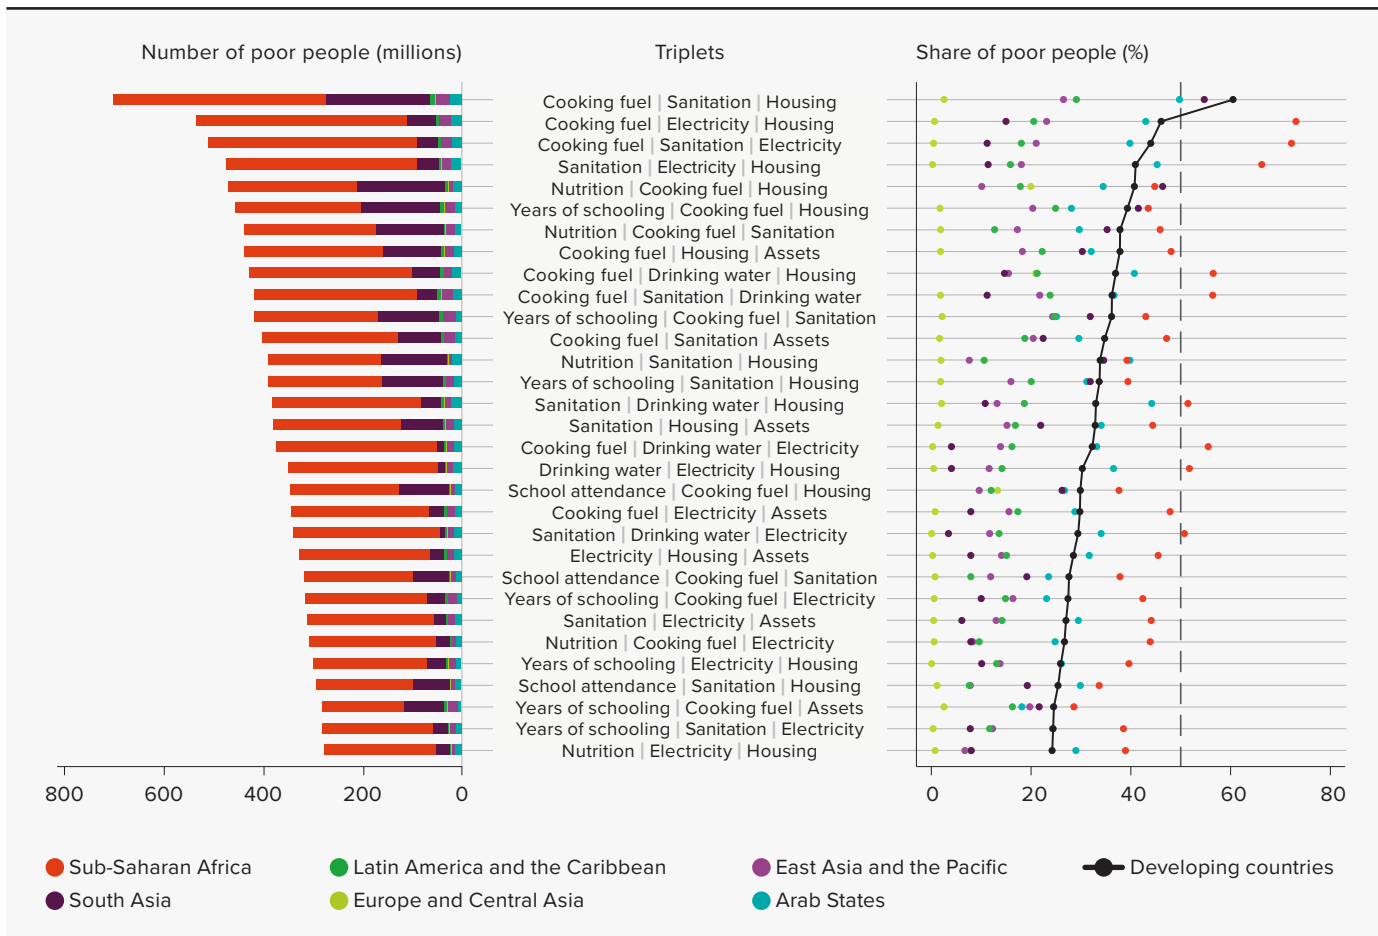 Number of poor people (millions)
Triplets
Share of poor people (%)
Cooking fuel | Sanitation | Housing
Cooking fuel | Electricity | Housing
Cooking fuel | Sanitation | Electricity
Sanitation | Electricity | Housing
Nutrition | Cooking fuel | Housing
Years of schooling | Cooking fuel | Housing
Nutrition | Cooking fuel | Sanitation
Cooking fuel | Housing | Assets
Cooking fuel | Drinking water | Housing
Cooking fuel | Sanitation | Drinking water
Years of schooling | Cooking fuel | Sanitation
Cooking fuel | Sanitation | Assets
Nutrition | Sanitation | Housing
Years of schooling | Sanitation | Housing
Sanitation | Drinking water | Housing
Sanitation | Housing | Assets
Cooking fuel | Drinking water | Electricity
Drinking water | Electricity | Housing
School attendance | Cooking fuel | Housing
Cooking fuel | Electricity | Assets
Sanitation | Drinking water | Electricity
Electricity | Housing | Assets
School attendance | Cooking fuel | Sanitation
Years of schooling | Cooking fuel | Electricity
Sanitation | Electricity | Assets
Nutrition | Cooking fuel | Electricity
Years of schooling | Electricity | Housing
School attendance | Sanitation | Housing
Years of schooling | Cooking fuel | Assets
Years of schooling | Sanitation | Electricity
Nutrition | Electricity | Housing
800 600 400 200 0
0 20 40 60 80
Sub-Saharan Africa
Latin America and the Caribbean
East Asia and the Pacific
Developing countries
South Asia
Europe and Central Asia
Arab States